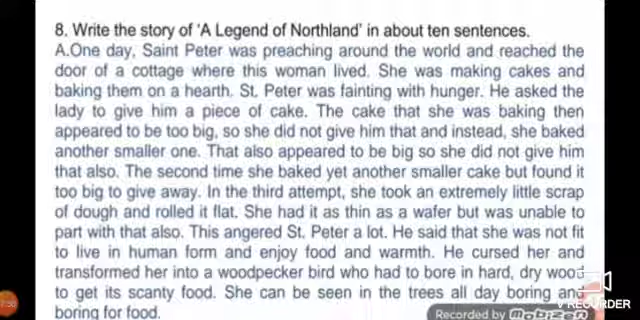 8. Write the story of 'A Legend of Northland' in about ten sentences.
A.One day, Saint Peter was preaching around the world and reached the
door of a cottage where this woman lived. She was making cakes and
baking them on a hearth. St. Peter was fainting with hunger. He asked the
lady to give him a piece of cake. The cake that she was baking then
appeared to be too big, so she did not give him that and instead, she baked
another smaller one. That also appeared to be big so she did not give him
that also. The second time she baked yet another smaller cake but found it
too big to give away. In the third attempt, she took an extremely little scrap
of dough and rolled it flat. She had it as thin as a wafer but was unable to
part with that also. This angered St. Peter a lot. He said that she was not fit
to live in human form and enjoy food and warmth. He cursed her and
transformed her into a woodpecker bird who had to bore in hard, dry wood
to get its scanty food. She can be seen in the trees all day boring and
boring for food.
V RECORDER
Recorded by Mobizen